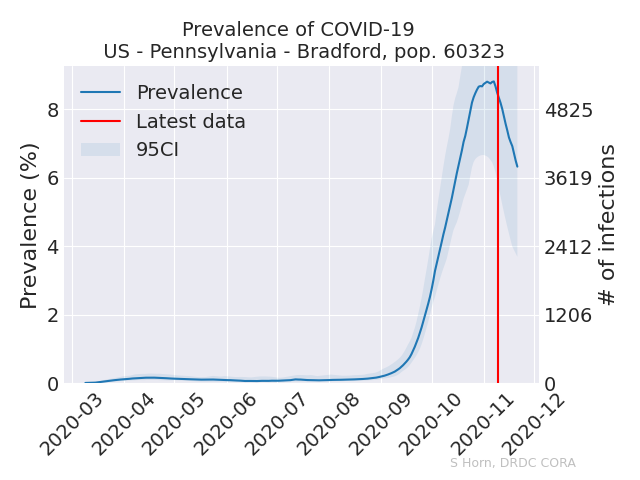 Prevalence of COVID-19
US - Pennsylvania - Bradford, pop. 60323
Prevalence
Latest data
95CI
Prevalence (%)
8
6
4
2
0
4825
3619
2412
1206
0
# of infections
2020-03
2020-04
2020-05
2020-06
2020-07
2020-08
2020-09
2020-10
2020-11
2020-12
S Horn, DRDC CORA